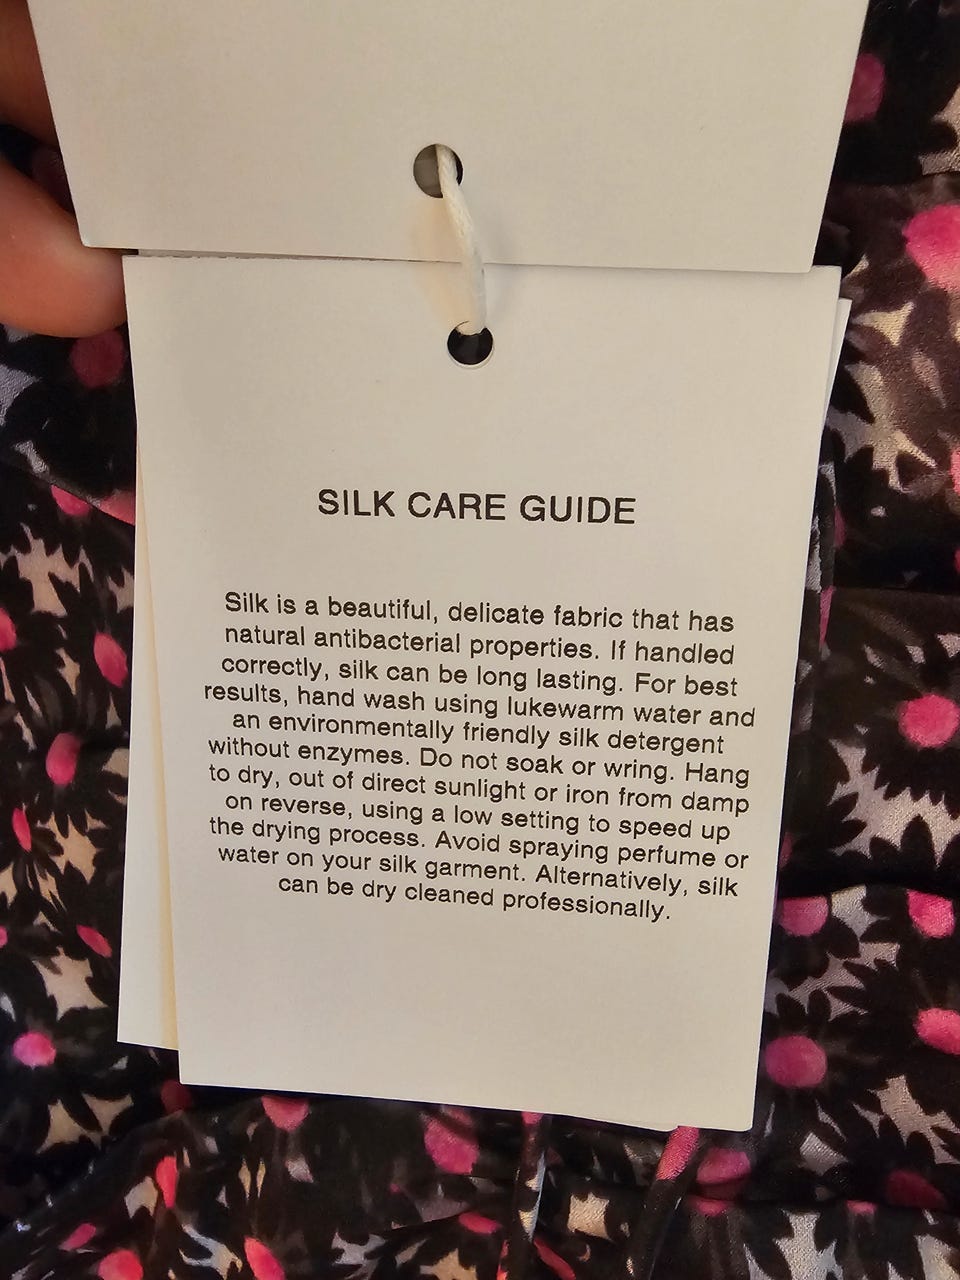 SILK CARE GUIDE
Silk is a beautiful, delicate fabric that has
natural antibacterial properties. If handled
correctly, silk can be long lasting. For best
results, hand wash using lukewarm water and
an environmentally friendly silk detergent
without enzymes. Do not soak or wring. Hang
to dry, out of direct sunlight or iron from damp
on reverse, using a low setting to speed up
the drying process. Avoid spraying perfume or
water on your silk garment. Alternatively, silk
can be dry cleaned professionally.